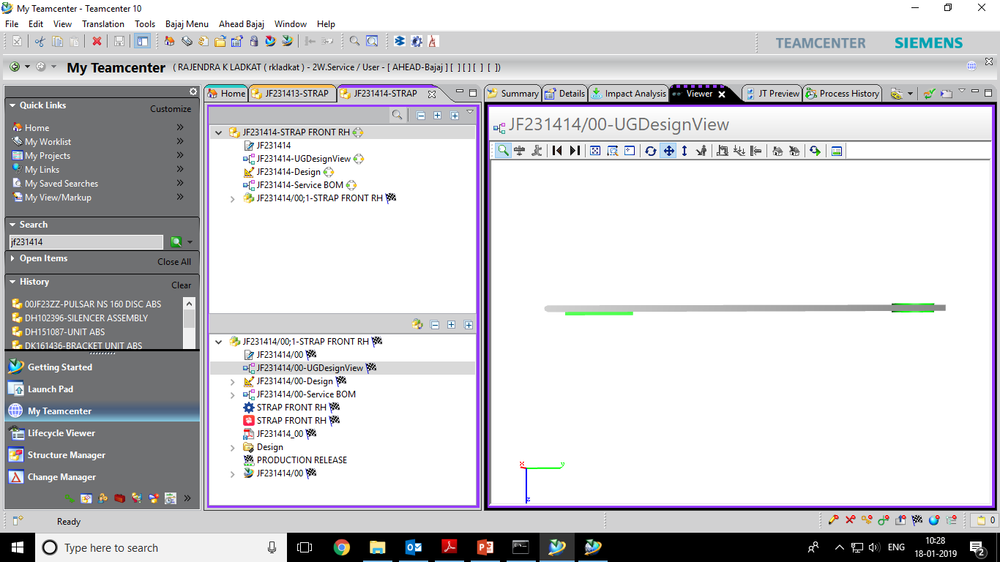 My Teamcenter - Teamcenter 10
File Edit View Translation Tools Bajaj Menu Ahead Bajaj Window Help
TEAMCENTER SIEMENS
My Teamcenter ( RAJENDRA K LADKAT ( rkladkat ) - 2W.Service / User - [ AHEAD-Bajaj ] [ ] [ ] [ ] [ ])
Quick Links
Customize
Home
My Worklist
My Projects
My Links
My Saved Searches
My View/Markup
Search
jf231414
Open Items
Close All
History
Clear
00JF23ZZ-PULSAR NS 160 DISC ABS
DH102396-SILENCER ASSEMBLY
DH151087-UNIT ABS
DK161436-BRACKET UNIT ABS
Getting Started
Launch Pad
My Teamcenter
Lifecycle Viewer
Structure Manager
Change Manager
Home JF231413-STRAP JF231414-STRAP
JF231414-STRAP FRONT RH
JF231414
JF231414-UGDesignView
JF231414-Design
JF231414-Service BOM
JF231414/00;1-STRAP FRONT RH
JF231414/00;1-STRAP FRONT RH
JF231414/00
JF231414/00-UGDesignView
JF231414/00-Design
JF231414/00-Service BOM
STRAP FRONT RH
STRAP FRONT RH
JF231414_00
Design
PRODUCTION RELEASE
JF231414/00
Summary Details Impact Analysis Viewer JT Preview Process History
JF231414/00-UGDesignView
X Y
Z
Ready
0
Type here to search
ENG
10:28
18-01-2019
2